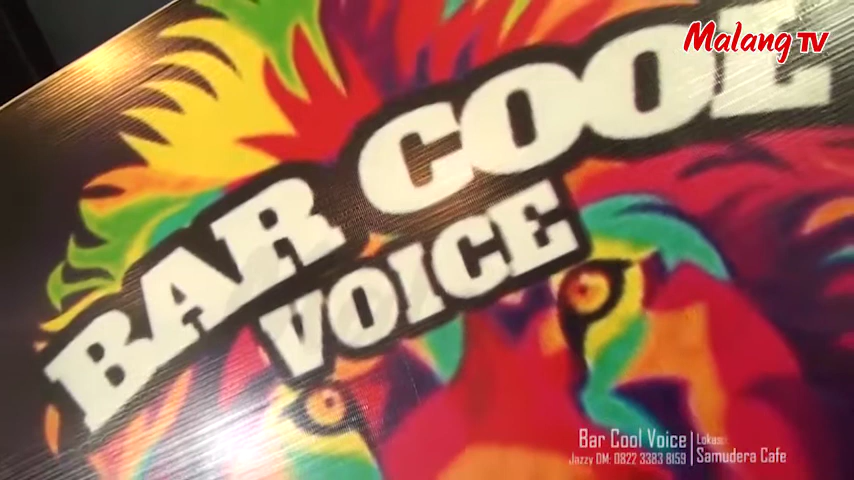 Malang TV
BAR COOL
VOICE
Bar Cool Voice
Jazzy DM: 0822 3383 8159
Lokasi:
Samudera Cafe